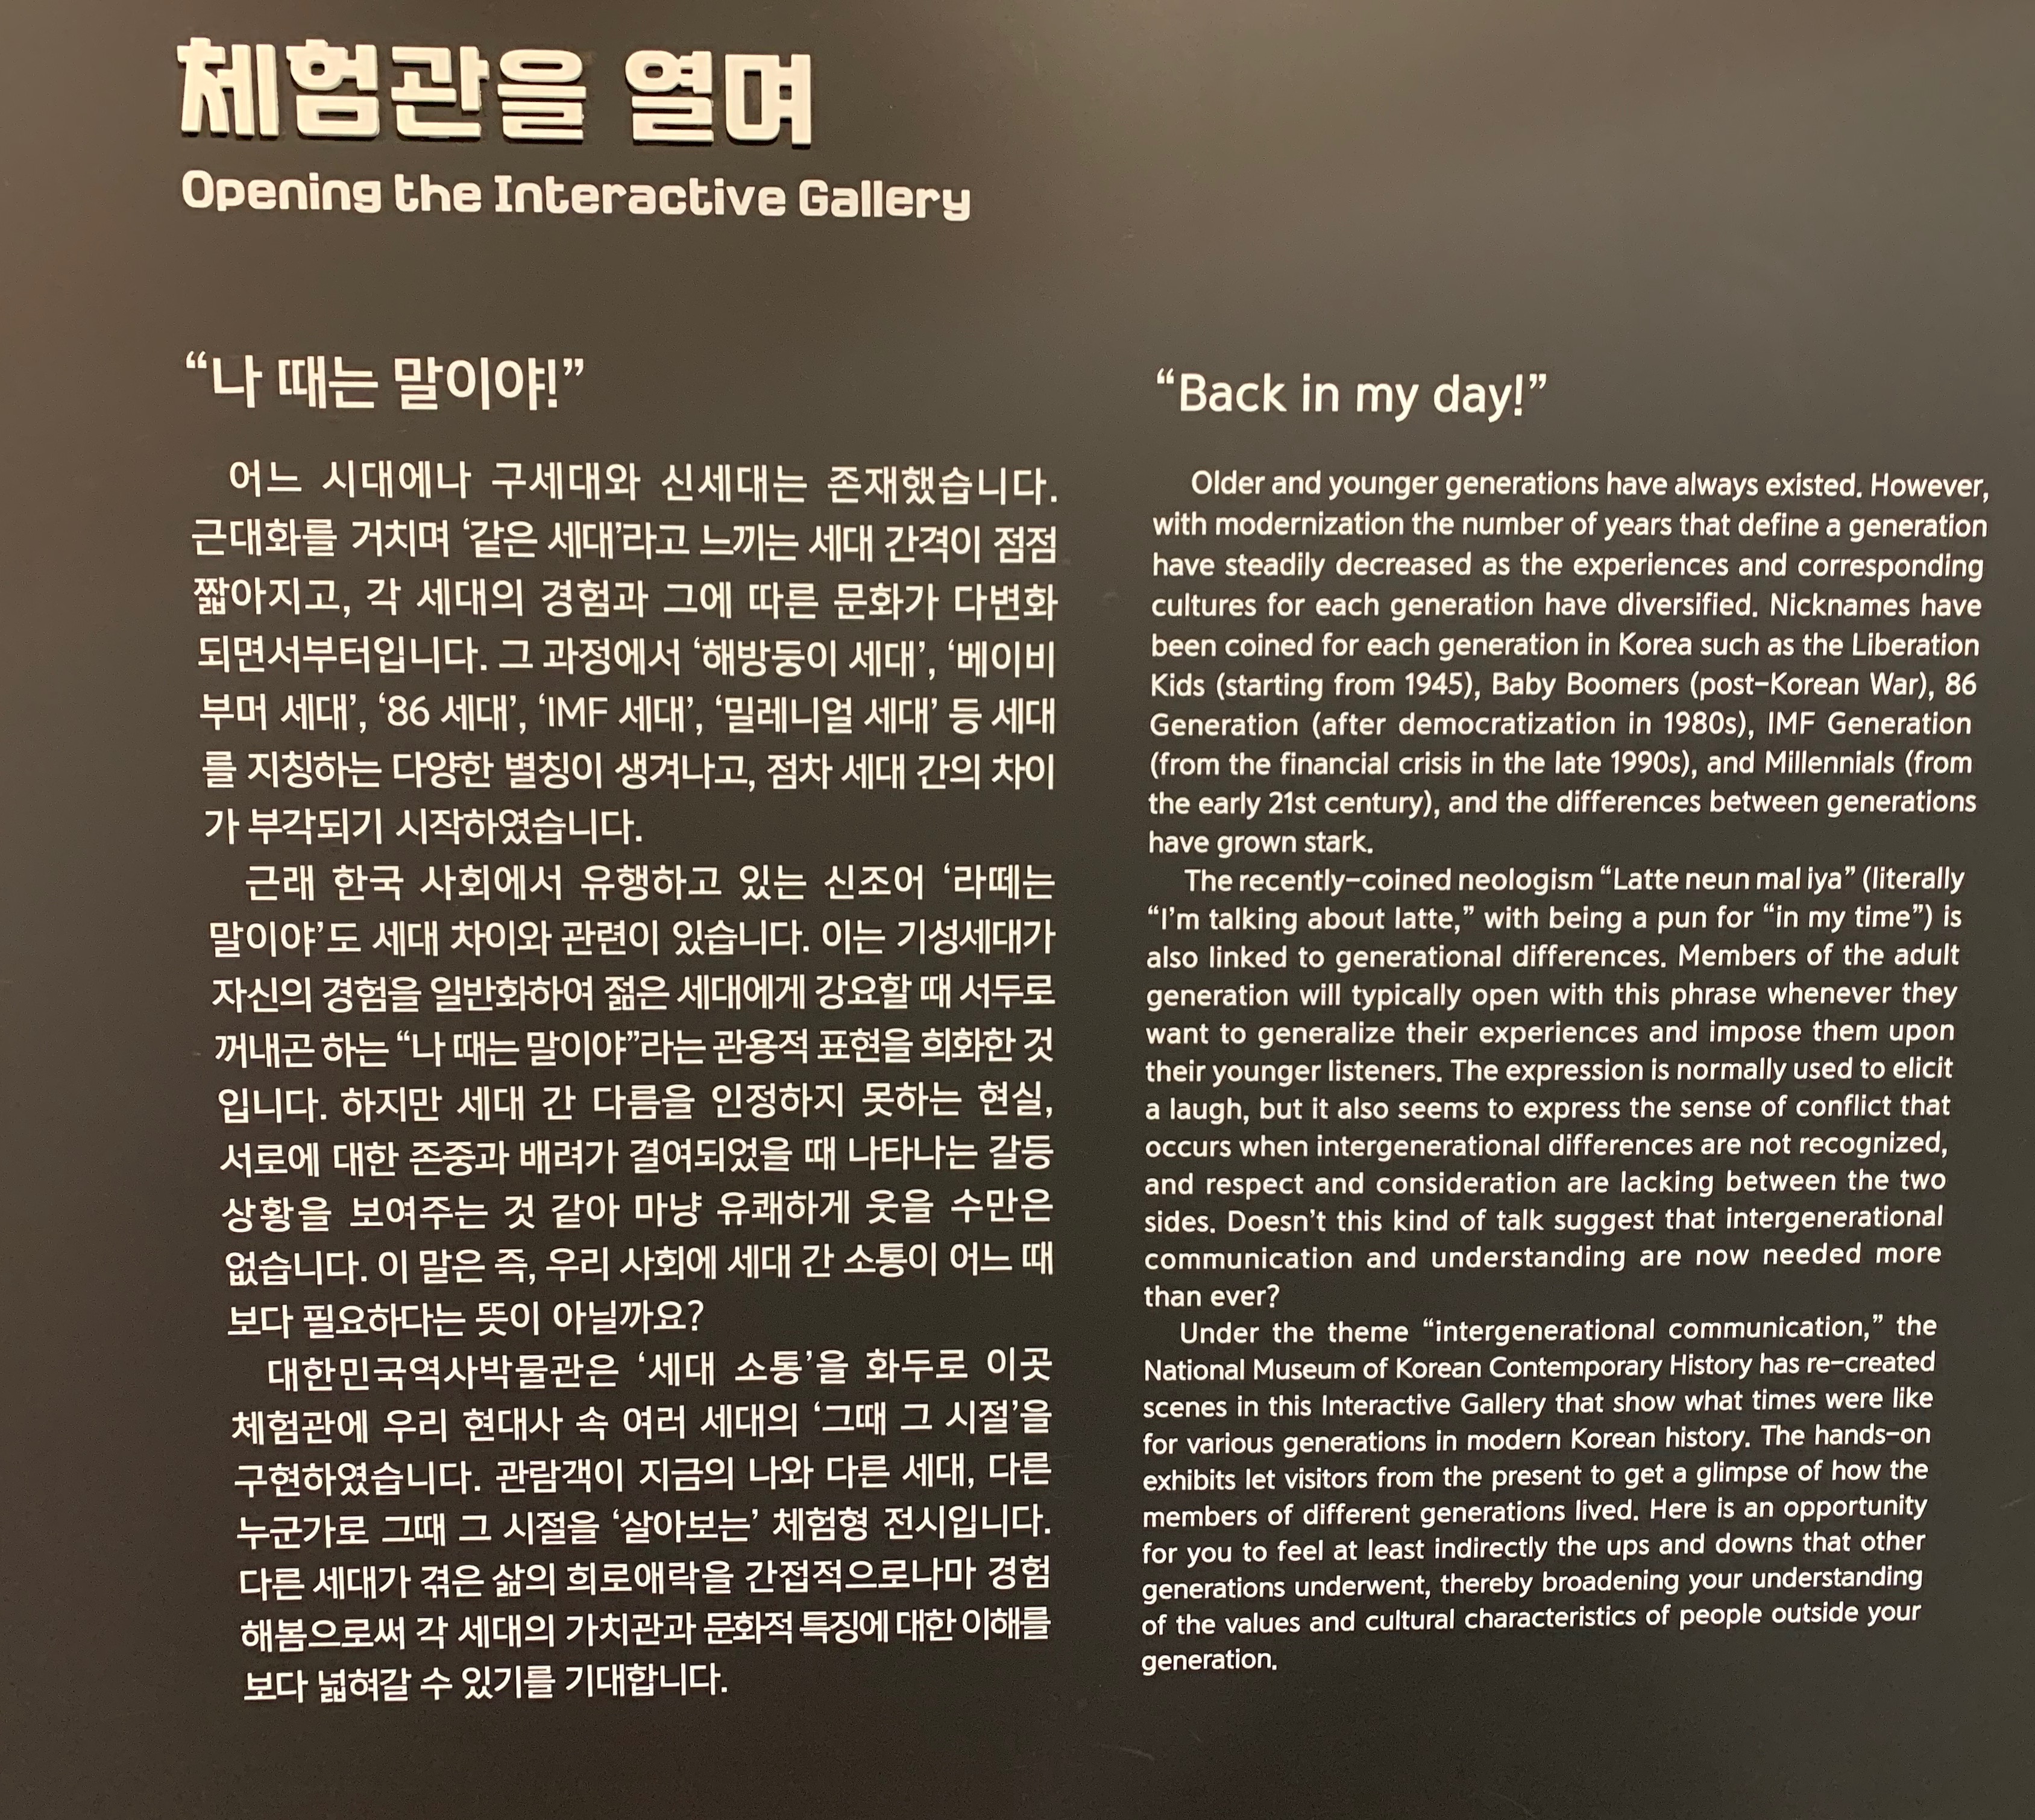 체험관을 열며
Opening the Interactive Gallery
“나 때는 말이야!”
어느 시대에나 구세대와 신세대는 존재했습니다.
근대화를 거치며 ‘같은 세대’라고 느끼는 세대 간격이 점점
짧아지고, 각 세대의 경험과 그에 따른 문화가 다변화
되면서부터입니다. 그 과정에서 ‘해방둥이 세대’, ‘베이비
부머 세대’, ‘86 세대’, ‘IMF 세대’, ‘밀레니얼 세대’ 등 세대
를 지칭하는 다양한 별칭이 생겨나고, 점차 세대 간의 차이
가 부각되기 시작하였습니다.
근래 한국 사회에서 유행하고 있는 신조어 ‘라떼는
말이야’도 세대 차이와 관련이 있습니다. 이는 기성세대가
자신의 경험을 일반화하여 젊은 세대에게 강요할 때 서두로
꺼내곤 하는 “나 때는 말이야”라는 관용적 표현을 희화한 것
입니다. 하지만 세대 간 다름을 인정하지 못하는 현실,
서로에 대한 존중과 배려가 결여되었을 때 나타나는 갈등
상황을 보여주는 것 같아 마냥 유쾌하게 웃을 수만은
없습니다. 이 말은 즉, 우리 사회에 세대 간 소통이 어느 때
보다 필요하다는 뜻이 아닐까요?
대한민국역사박물관은 ‘세대 소통’을 화두로 이곳
체험관에 우리 현대사 속 여러 세대의 ‘그때 그 시절’을
구현하였습니다. 관람객이 지금의 나와 다른 세대, 다른
누군가로 그때 그 시절을 ‘살아보는’ 체험형 전시입니다.
다른 세대가 겪은 삶의 희로애락을 간접적으로나마 경험
해봄으로써 각 세대의 가치관과 문화적 특징에 대한 이해를
보다 넓혀갈 수 있기를 기대합니다.
“Back in my day!”
Older and younger generations have always existed. However,
with modernization the number of years that define a generation
have steadily decreased as the experiences and corresponding
cultures for each generation have diversified. Nicknames have
been coined for each generation in Korea such as the Liberation
Kids (starting from 1945), Baby Boomers (post-Korean War), 86
Generation (after democratization in 1980s), IMF Generation
(from the financial crisis in the late 1990s), and Millennials (from
the early 21st century), and the differences between generations
have grown stark.
The recently-coined neologism “Latte neun mal iya” (literally
“I’m talking about latte,” with being a pun for “in my time”) is
also linked to generational differences. Members of the adult
generation will typically open with this phrase whenever they
want to generalize their experiences and impose them upon
their younger listeners. The expression is normally used to elicit
a laugh, but it also seems to express the sense of conflict that
occurs when intergenerational differences are not recognized,
and respect and consideration are lacking between the two
sides. Doesn’t this kind of talk suggest that intergenerational
communication and understanding are now needed more
than ever?
Under the theme “intergenerational communication,” the
National Museum of Korean Contemporary History has re-created
scenes in this Interactive Gallery that show what times were like
for various generations in modern Korean history. The hands-on
exhibits let visitors from the present to get a glimpse of how the
members of different generations lived. Here is an opportunity
for you to feel at least indirectly the ups and downs that other
generations underwent, thereby broadening your understanding
of the values and cultural characteristics of people outside your
generation.